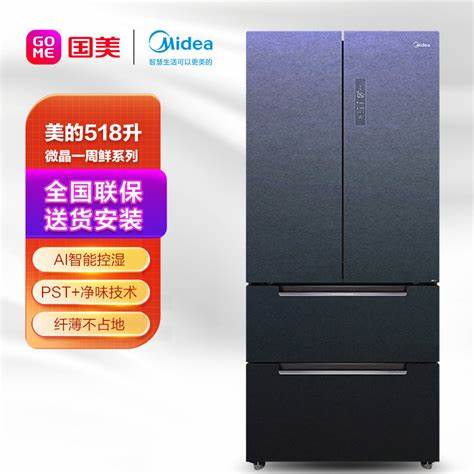 GO
ME
国美
Midea
智慧生活可以更美的
Midea
美的518升
微晶一周鲜系列
全国联保
送货安装
AI智能控湿
PST+净味技术
纤薄不占地